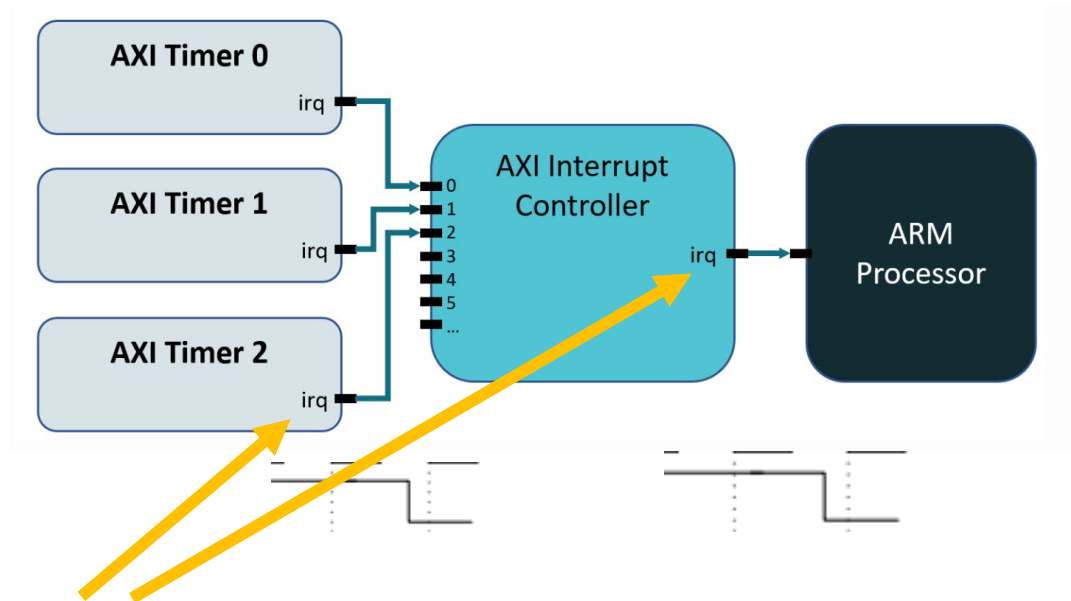 AXI Timer 0
irq
AXI Timer 1
irq
AXI Timer 2
irq
AXI Interrupt
Controller
0
1
2
3
4
5
...
irq
ARM
Processor